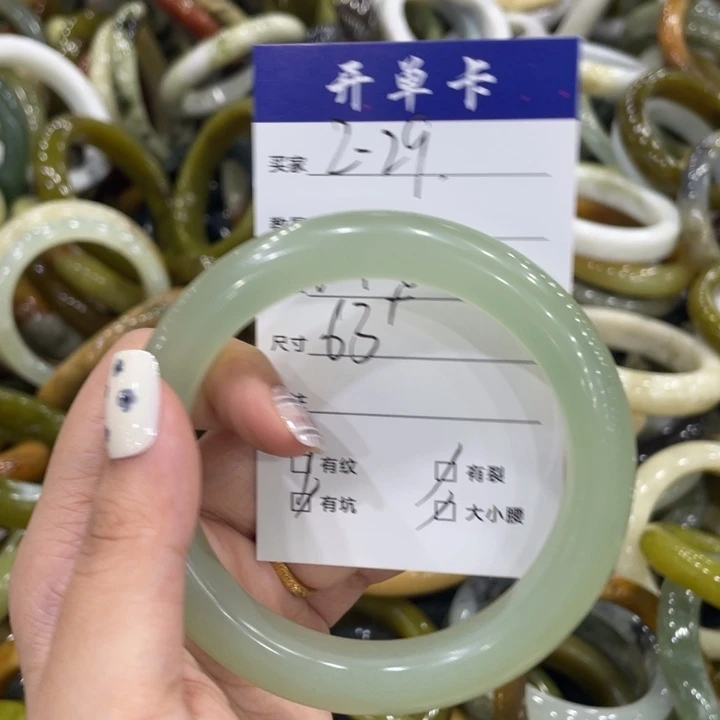 开单卡
买家 2-29.
尺寸 63
有纹 有裂
有坑 大小腰